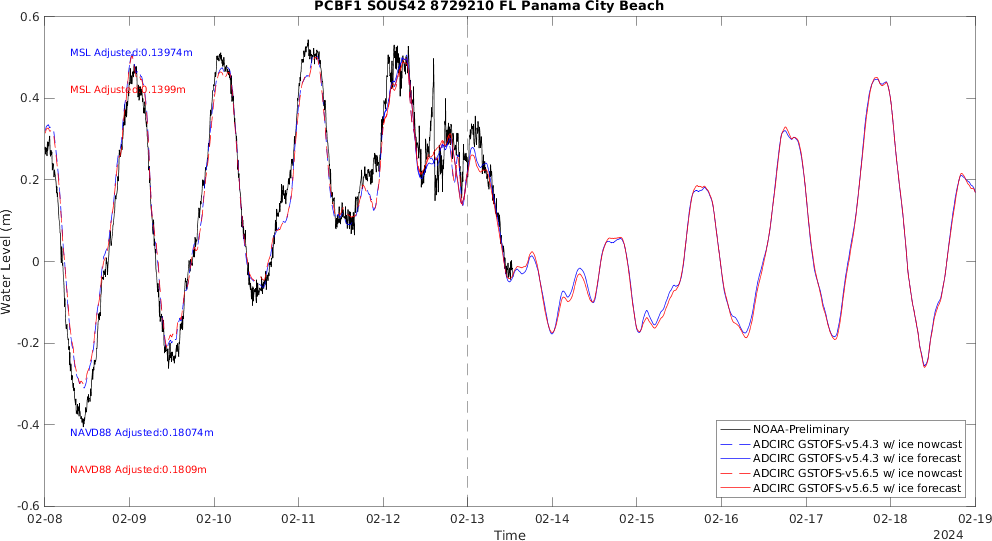 PCBF1 SOUS42 8729210 FL Panama City Beach
0.6
MSL Adjusted:0.13974m
MSL Adjusted:0.1399m
0.4
0.2
0
-0.2
-0.4
-0.6
Water Level (m)
NAVD88 Adjusted:0.18074m
NAVD88 Adjusted:0.1809m
NOAA-Preliminary
ADCIRC GSTOFS-v5.4.3 w/ ice nowcast
ADCIRC GSTOFS-v5.4.3 w/ ice forecast
ADCIRC GSTOFS-v5.6.5 w/ ice nowcast
ADCIRC GSTOFS-v5.6.5 w/ ice forecast
02-08 02-09 02-10 02-11 02-12 02-13 02-14 02-15 02-16 02-17 02-18 02-19
Time
2024